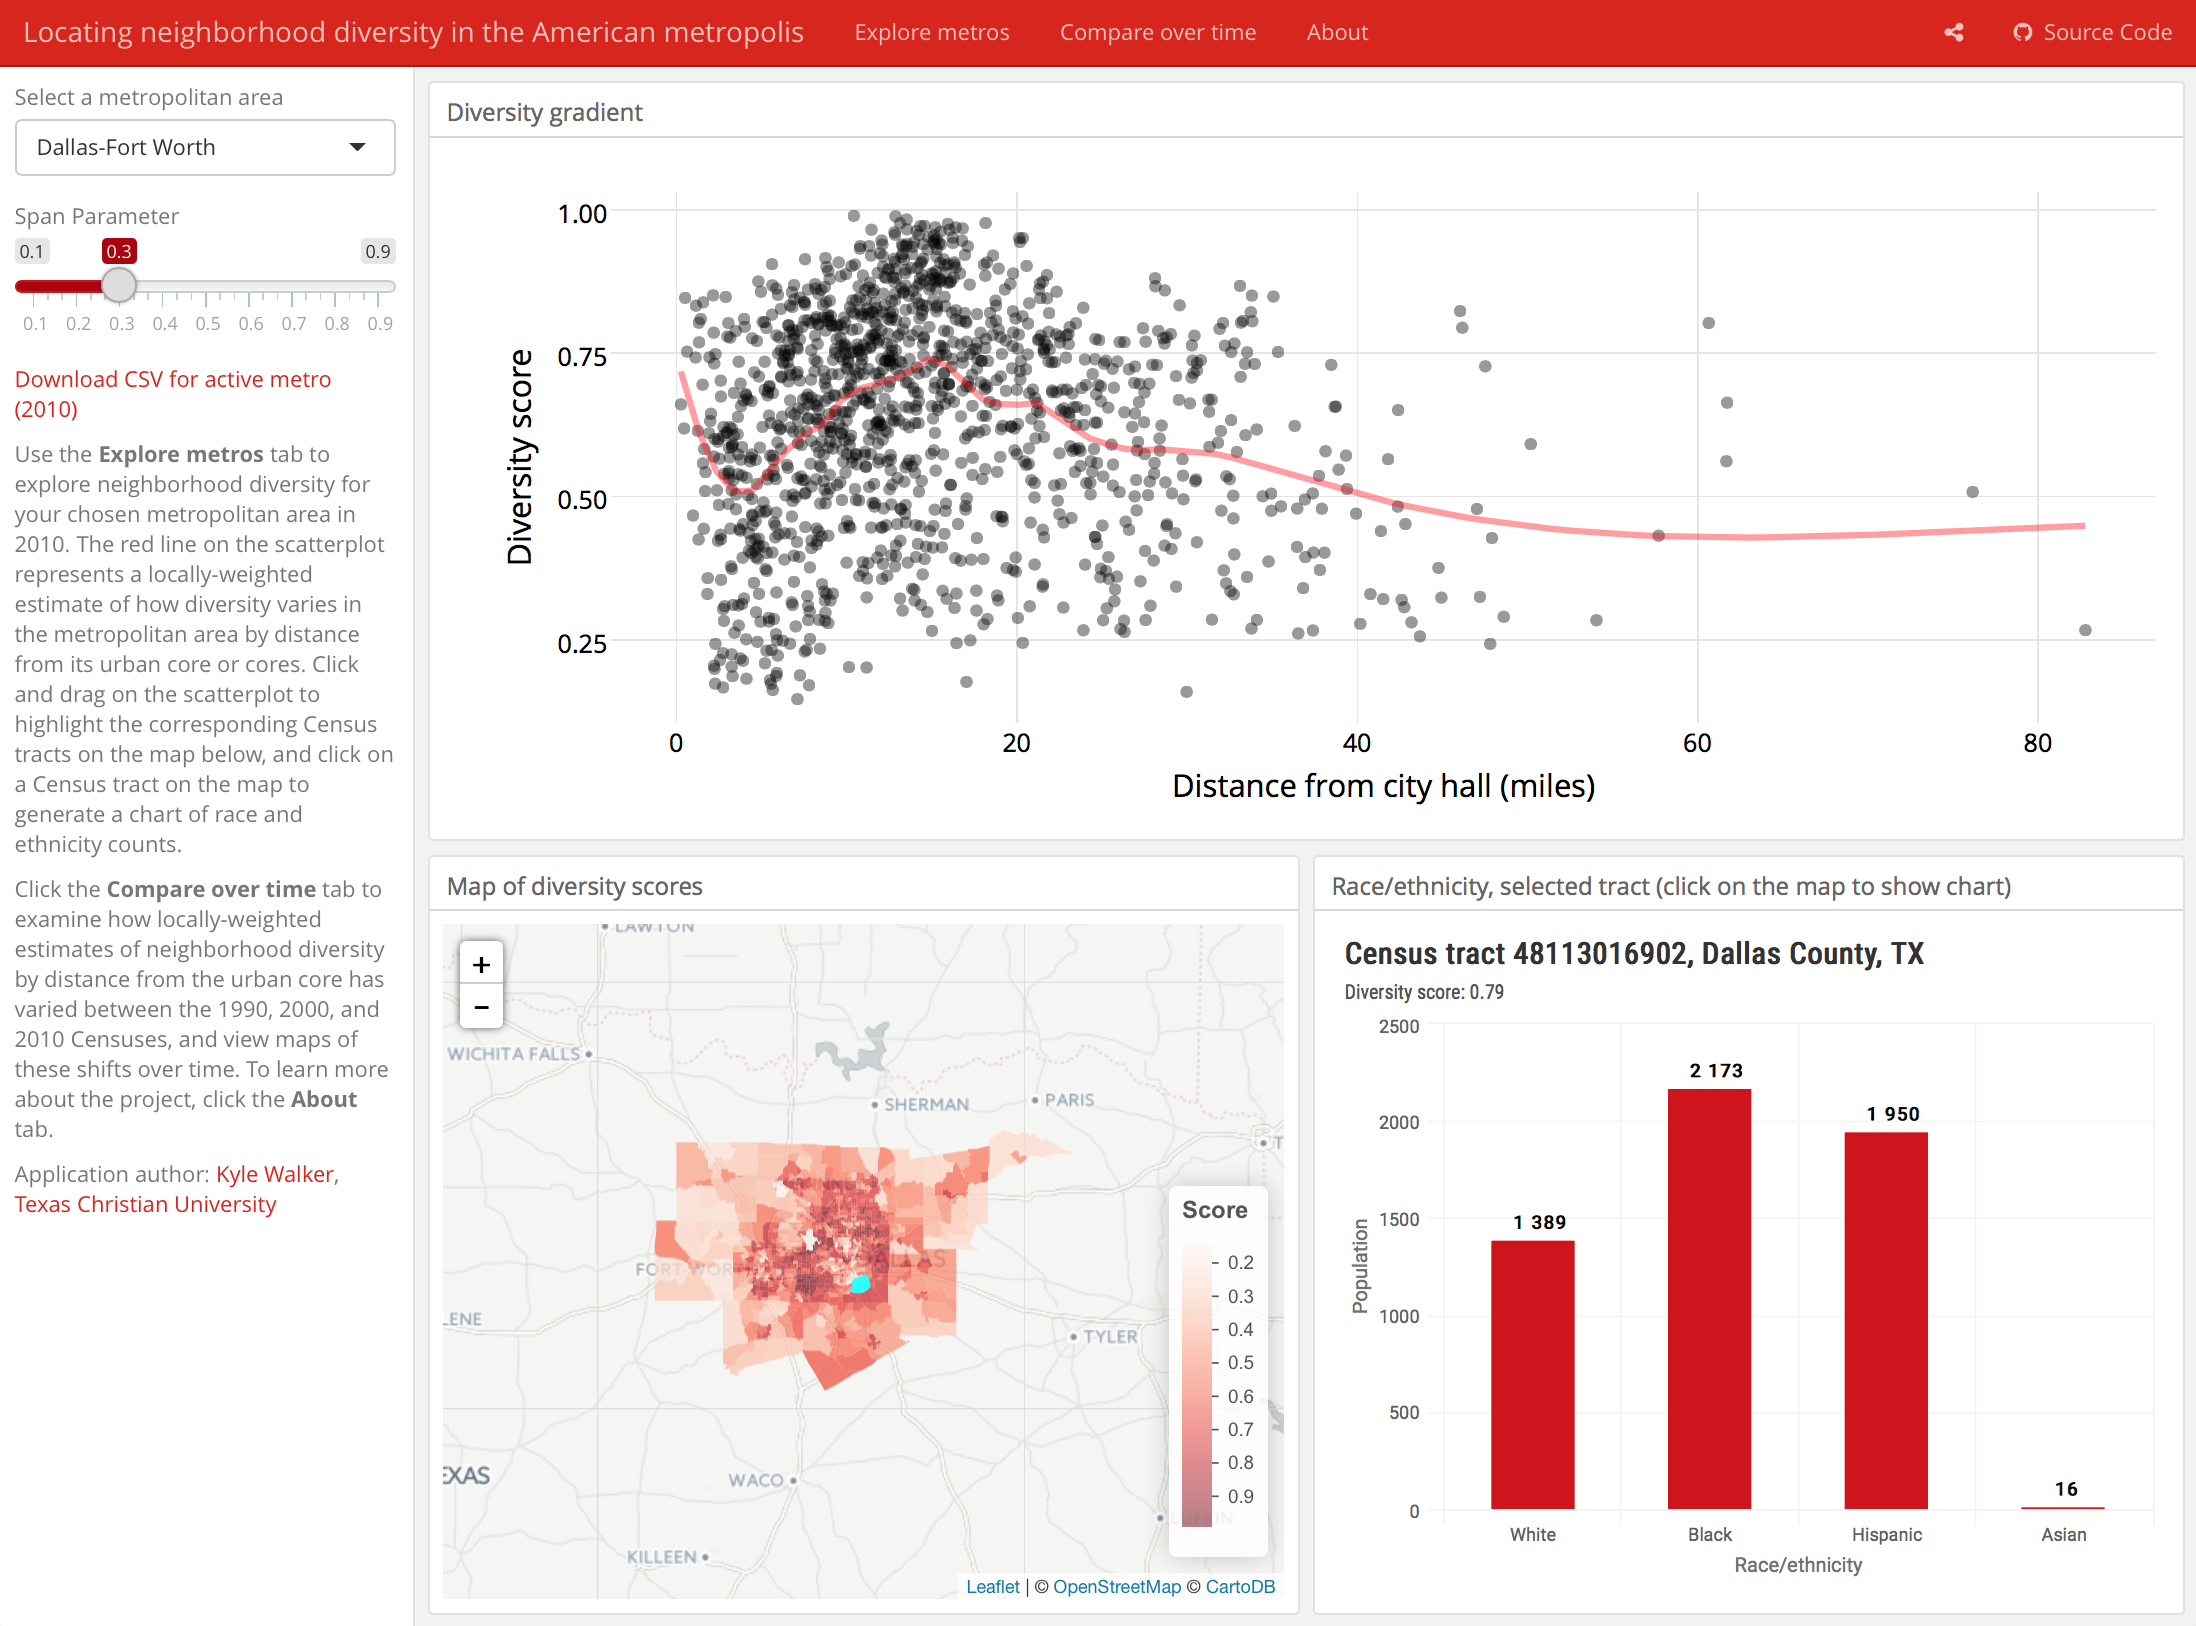 Locating neighborhood diversity in the American metropolis
Explore metros
Compare over time
About
Source Code
Select a metropolitan area
Dallas-Fort Worth
Span Parameter
0.1 0.3 0.9
0.1 0.2 0.3 0.4 0.5 0.6 0.7 0.8 0.9
Download CSV for active metro
(2010)
Use the Explore metros tab to
explore neighborhood diversity for
your chosen metropolitan area in
2010. The red line on the scatterplot
represents a locally-weighted
estimate of how diversity varies in
the metropolitan area by distance
from its urban core or cores. Click
and drag on the scatterplot to
highlight the corresponding Census
tracts on the map below, and click on
a Census tract on the map to
generate a chart of race and
ethnicity counts.
Click the Compare over time tab to
examine how locally-weighted
estimates of neighborhood diversity
by distance from the urban core has
varied between the 1990, 2000, and
2010 Censuses, and view maps of
these shifts over time. To learn more
about the project, click the About
tab.
Application author: Kyle Walker,
Texas Christian University
Diversity gradient
Diversity score
1.00
0.75
0.50
0.25
0 20 40 60 80
Distance from city hall (miles)
Map of diversity scores
+
−
LAWTON
WICHITA FALLS
SHERMAN
PARIS
FORT WOR
ALLAS
LENE
TYLER
EXAS
WACO
KILLEEN
Score
0.2
0.3
0.4
0.5
0.6
0.7
0.8
0.9
Leaflet | © OpenStreetMap © CartoDB
Race/ethnicity, selected tract (click on the map to show chart)
Census tract 48113016902, Dallas County, TX
Diversity score: 0.79
Population
2500
2000
1500
1000
500
0
1 389
2 173
1 950
16
White Black Hispanic Asian
Race/ethnicity